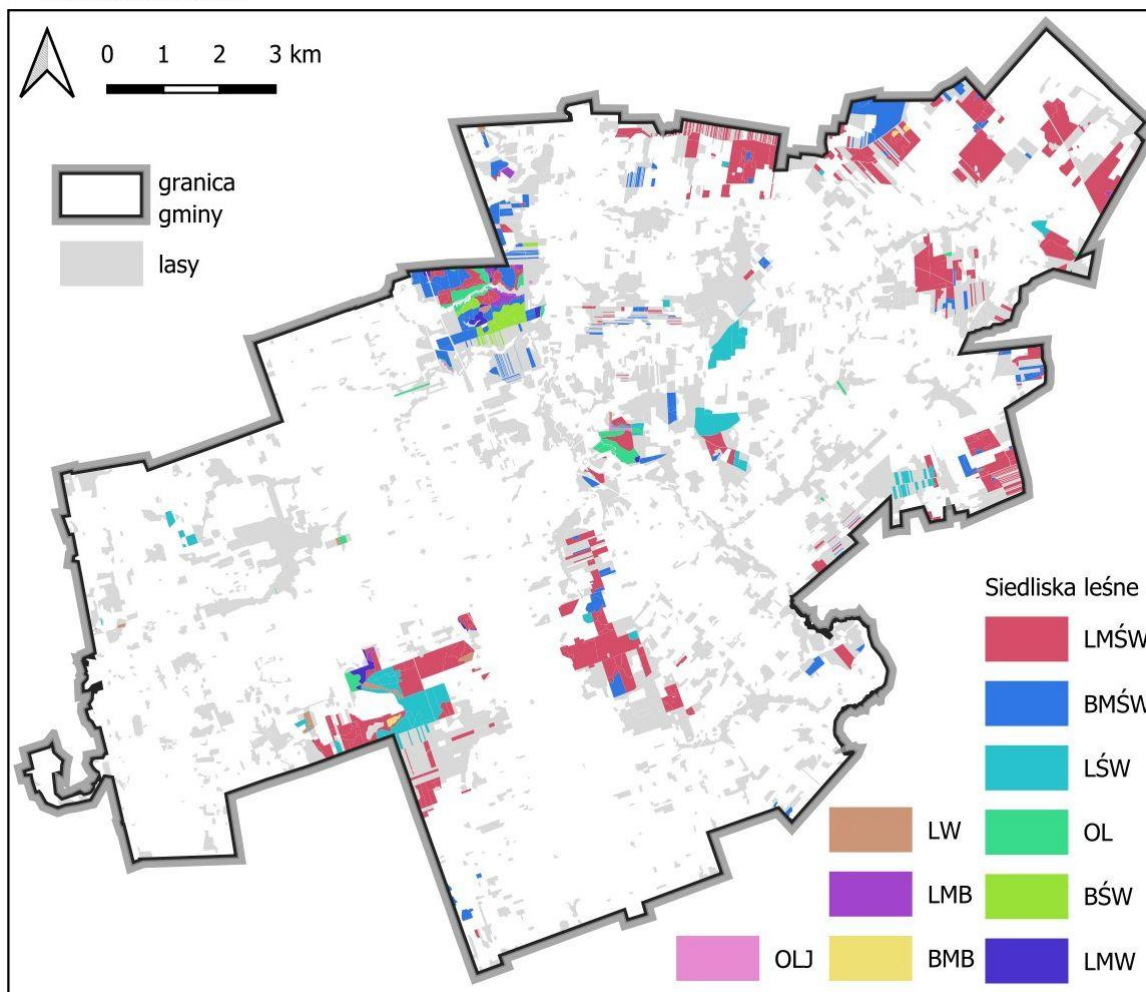 0 1 2 3 km
granica
gminy
lasy
Siedliska leśne
LMŚW
BMŚW
LŚW
LW OL
LMB BŚW
OLJ BMB LMW